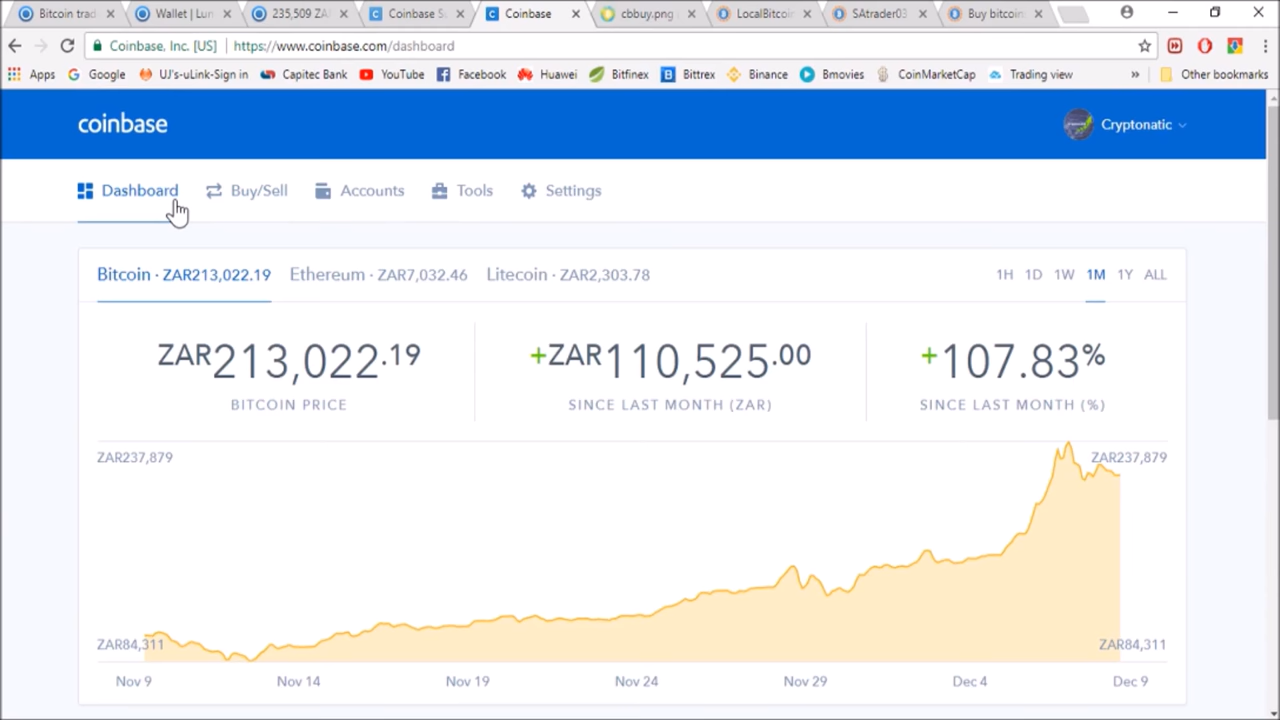 Bitcoin trad
Wallet | Lun
235,509 ZA
Coinbase S
Coinbase
cbbuy.png
LocalBitcoin
SAtrader03
Buy bitcoin
Coinbase, Inc. [US] https://www.coinbase.com/dashboard
Apps Google UJ's-uLink-Sign in Capitec Bank YouTube Facebook Huawei Bitfinex Bittrex Binance Bmovies CoinMarketCap Trading view » Other bookmarks
coinbase
Cryptonatic
Dashboard Buy/Sell Accounts Tools Settings
Bitcoin · ZAR213,022.19 Ethereum · ZAR7,032.46 Litecoin · ZAR2,303.78 1H 1D 1W 1M 1Y ALL
ZAR213,022.19 +ZAR110,525.00 +107.83%
BITCOIN PRICE SINCE LAST MONTH (ZAR) SINCE LAST MONTH (%)
ZAR237,879 ZAR237,879
ZAR84,311 ZAR84,311
Nov 9 Nov 14 Nov 19 Nov 24 Nov 29 Dec 4 Dec 9